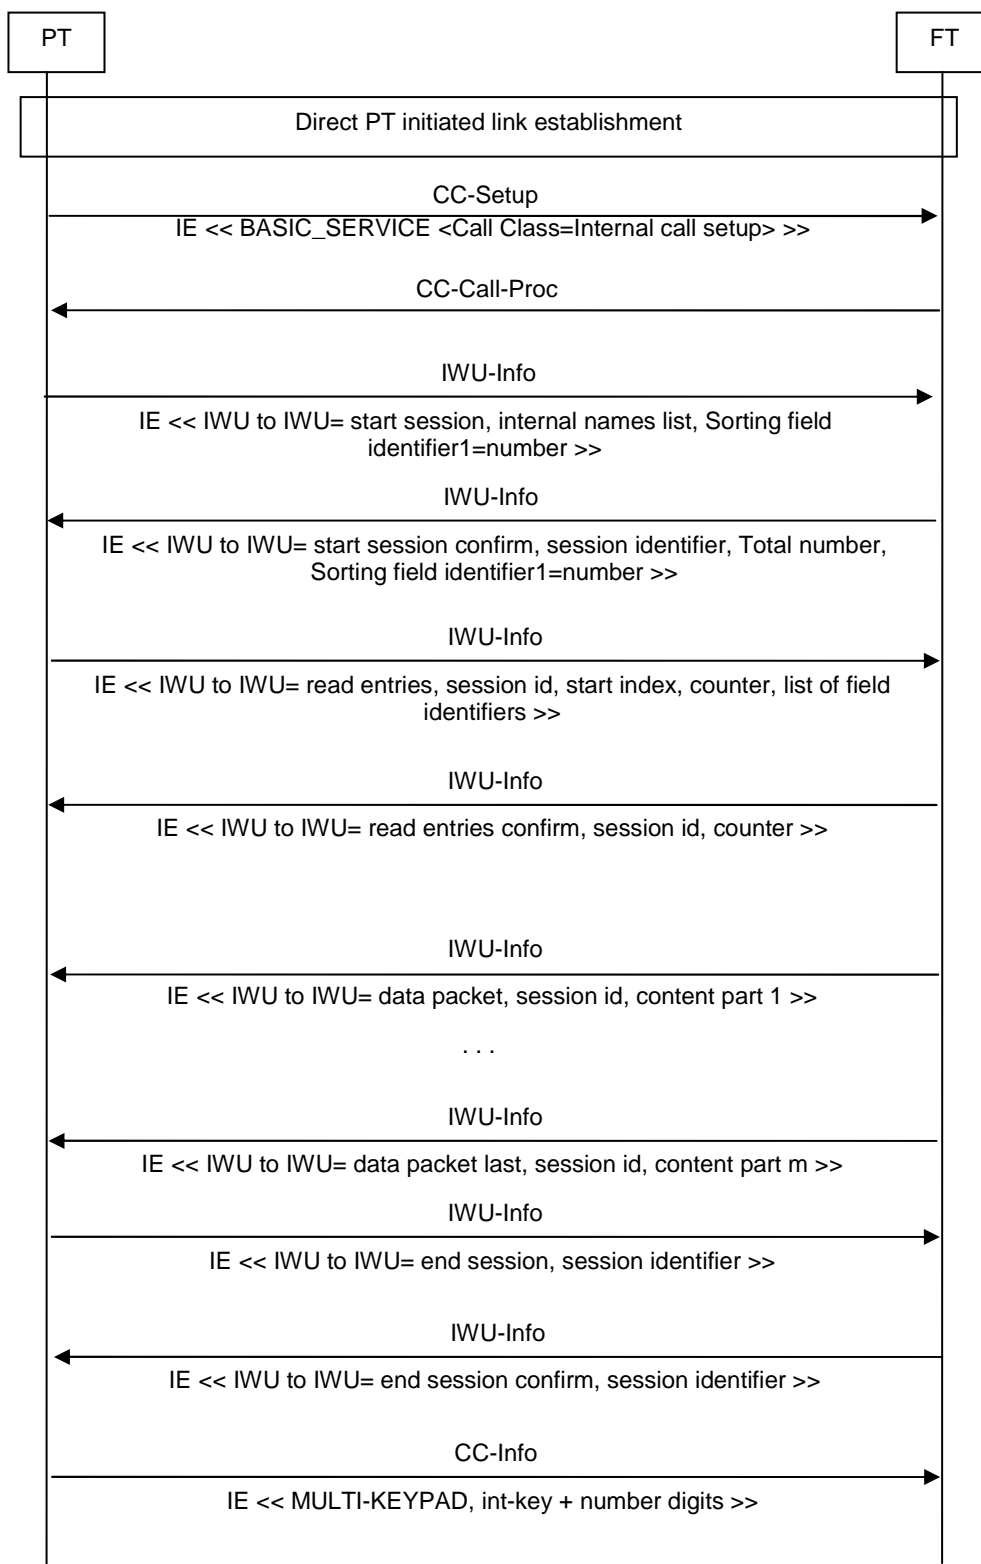 PT
FT
Direct PT initiated link establishment
CC-Setup
IE << BASIC_SERVICE <Call Class=Internal call setup> >>
CC-Call-Proc
IWU-Info
IE << IWU to IWU= start session, internal names list, Sorting field
identifier1=number >>
IWU-Info
IE << IWU to IWU= start session confirm, session identifier, Total number,
Sorting field identifier1=number >>
IWU-Info
IE << IWU to IWU= read entries, session id, start index, counter, list of field
identifiers >>
IWU-Info
IE << IWU to IWU= read entries confirm, session id, counter >>
IWU-Info
IE << IWU to IWU= data packet, session id, content part 1 >>
. . .
IWU-Info
IE << IWU to IWU= data packet last, session id, content part m >>
IWU-Info
IE << IWU to IWU= end session, session identifier >>
IWU-Info
IE << IWU to IWU= end session confirm, session identifier >>
CC-Info
IE << MULTI-KEYPAD, int-key + number digits >>